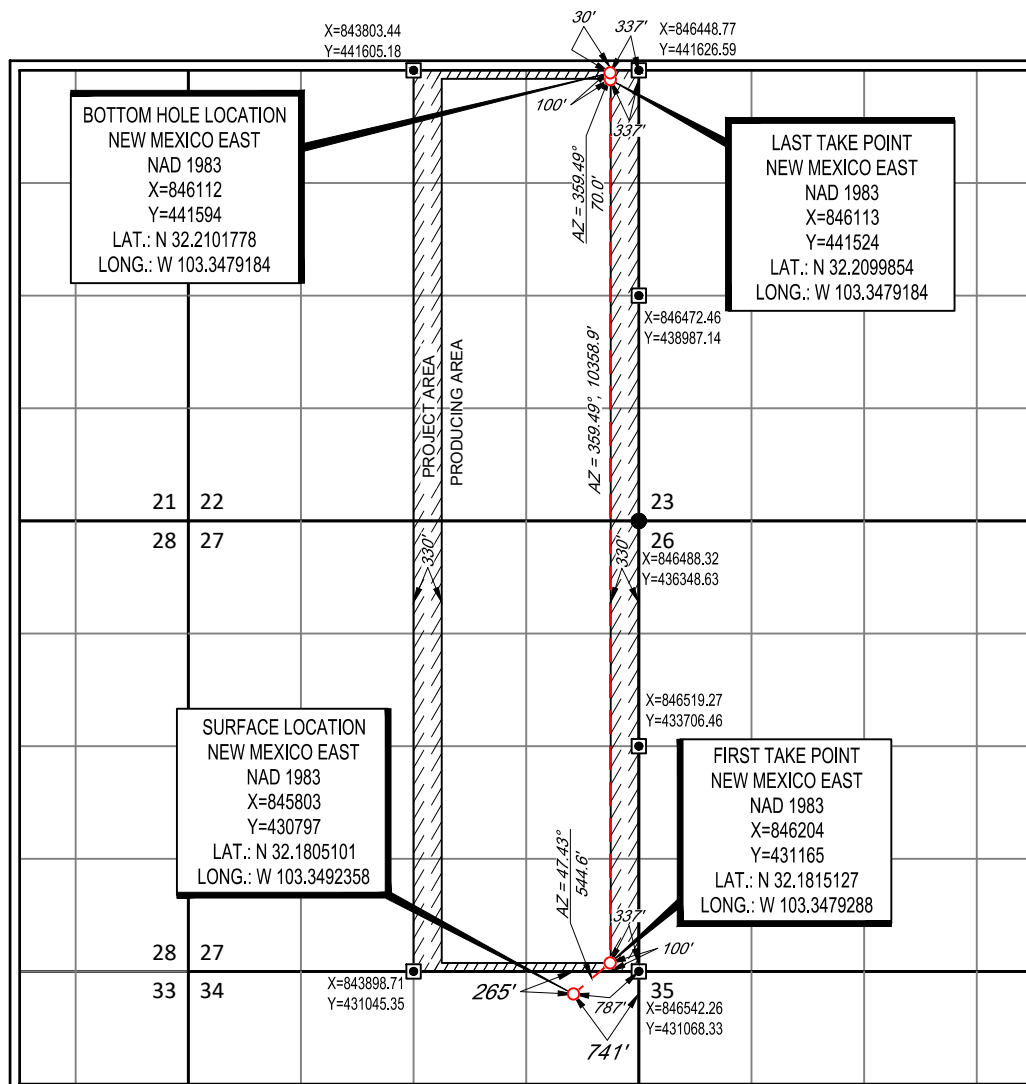 X=843803.44
Y=441605.18
30'
337'
X=846448.77
Y=441626.59
BOTTOM HOLE LOCATION
NEW MEXICO EAST
NAD 1983
X=846112
Y=441594
LAT.: N 32.2101778
LONG.: W 103.3479184
100'
337'
LAST TAKE POINT
NEW MEXICO EAST
NAD 1983
X=846113
Y=441524
LAT.: N 32.2099854
LONG.: W 103.3479184
AZ = 359.49°
70.0'
X=846472.46
Y=438987.14
PROJECT AREA
PRODUCING AREA
AZ = 359.49°, 10358.9'
21 22
23
28 27
26
330'
330'
X=846488.32
Y=436348.63
X=846519.27
Y=433706.46
SURFACE LOCATION
NEW MEXICO EAST
NAD 1983
X=845803
Y=430797
LAT.: N 32.1805101
LONG.: W 103.3492358
FIRST TAKE POINT
NEW MEXICO EAST
NAD 1983
X=846204
Y=431165
LAT.: N 32.1815127
LONG.: W 103.3479288
AZ = 47.43°
544.6'
337'
100'
28 27
33 34
X=843898.71
Y=431045.35
265'
787'
741'
35
X=846542.26
Y=431068.33